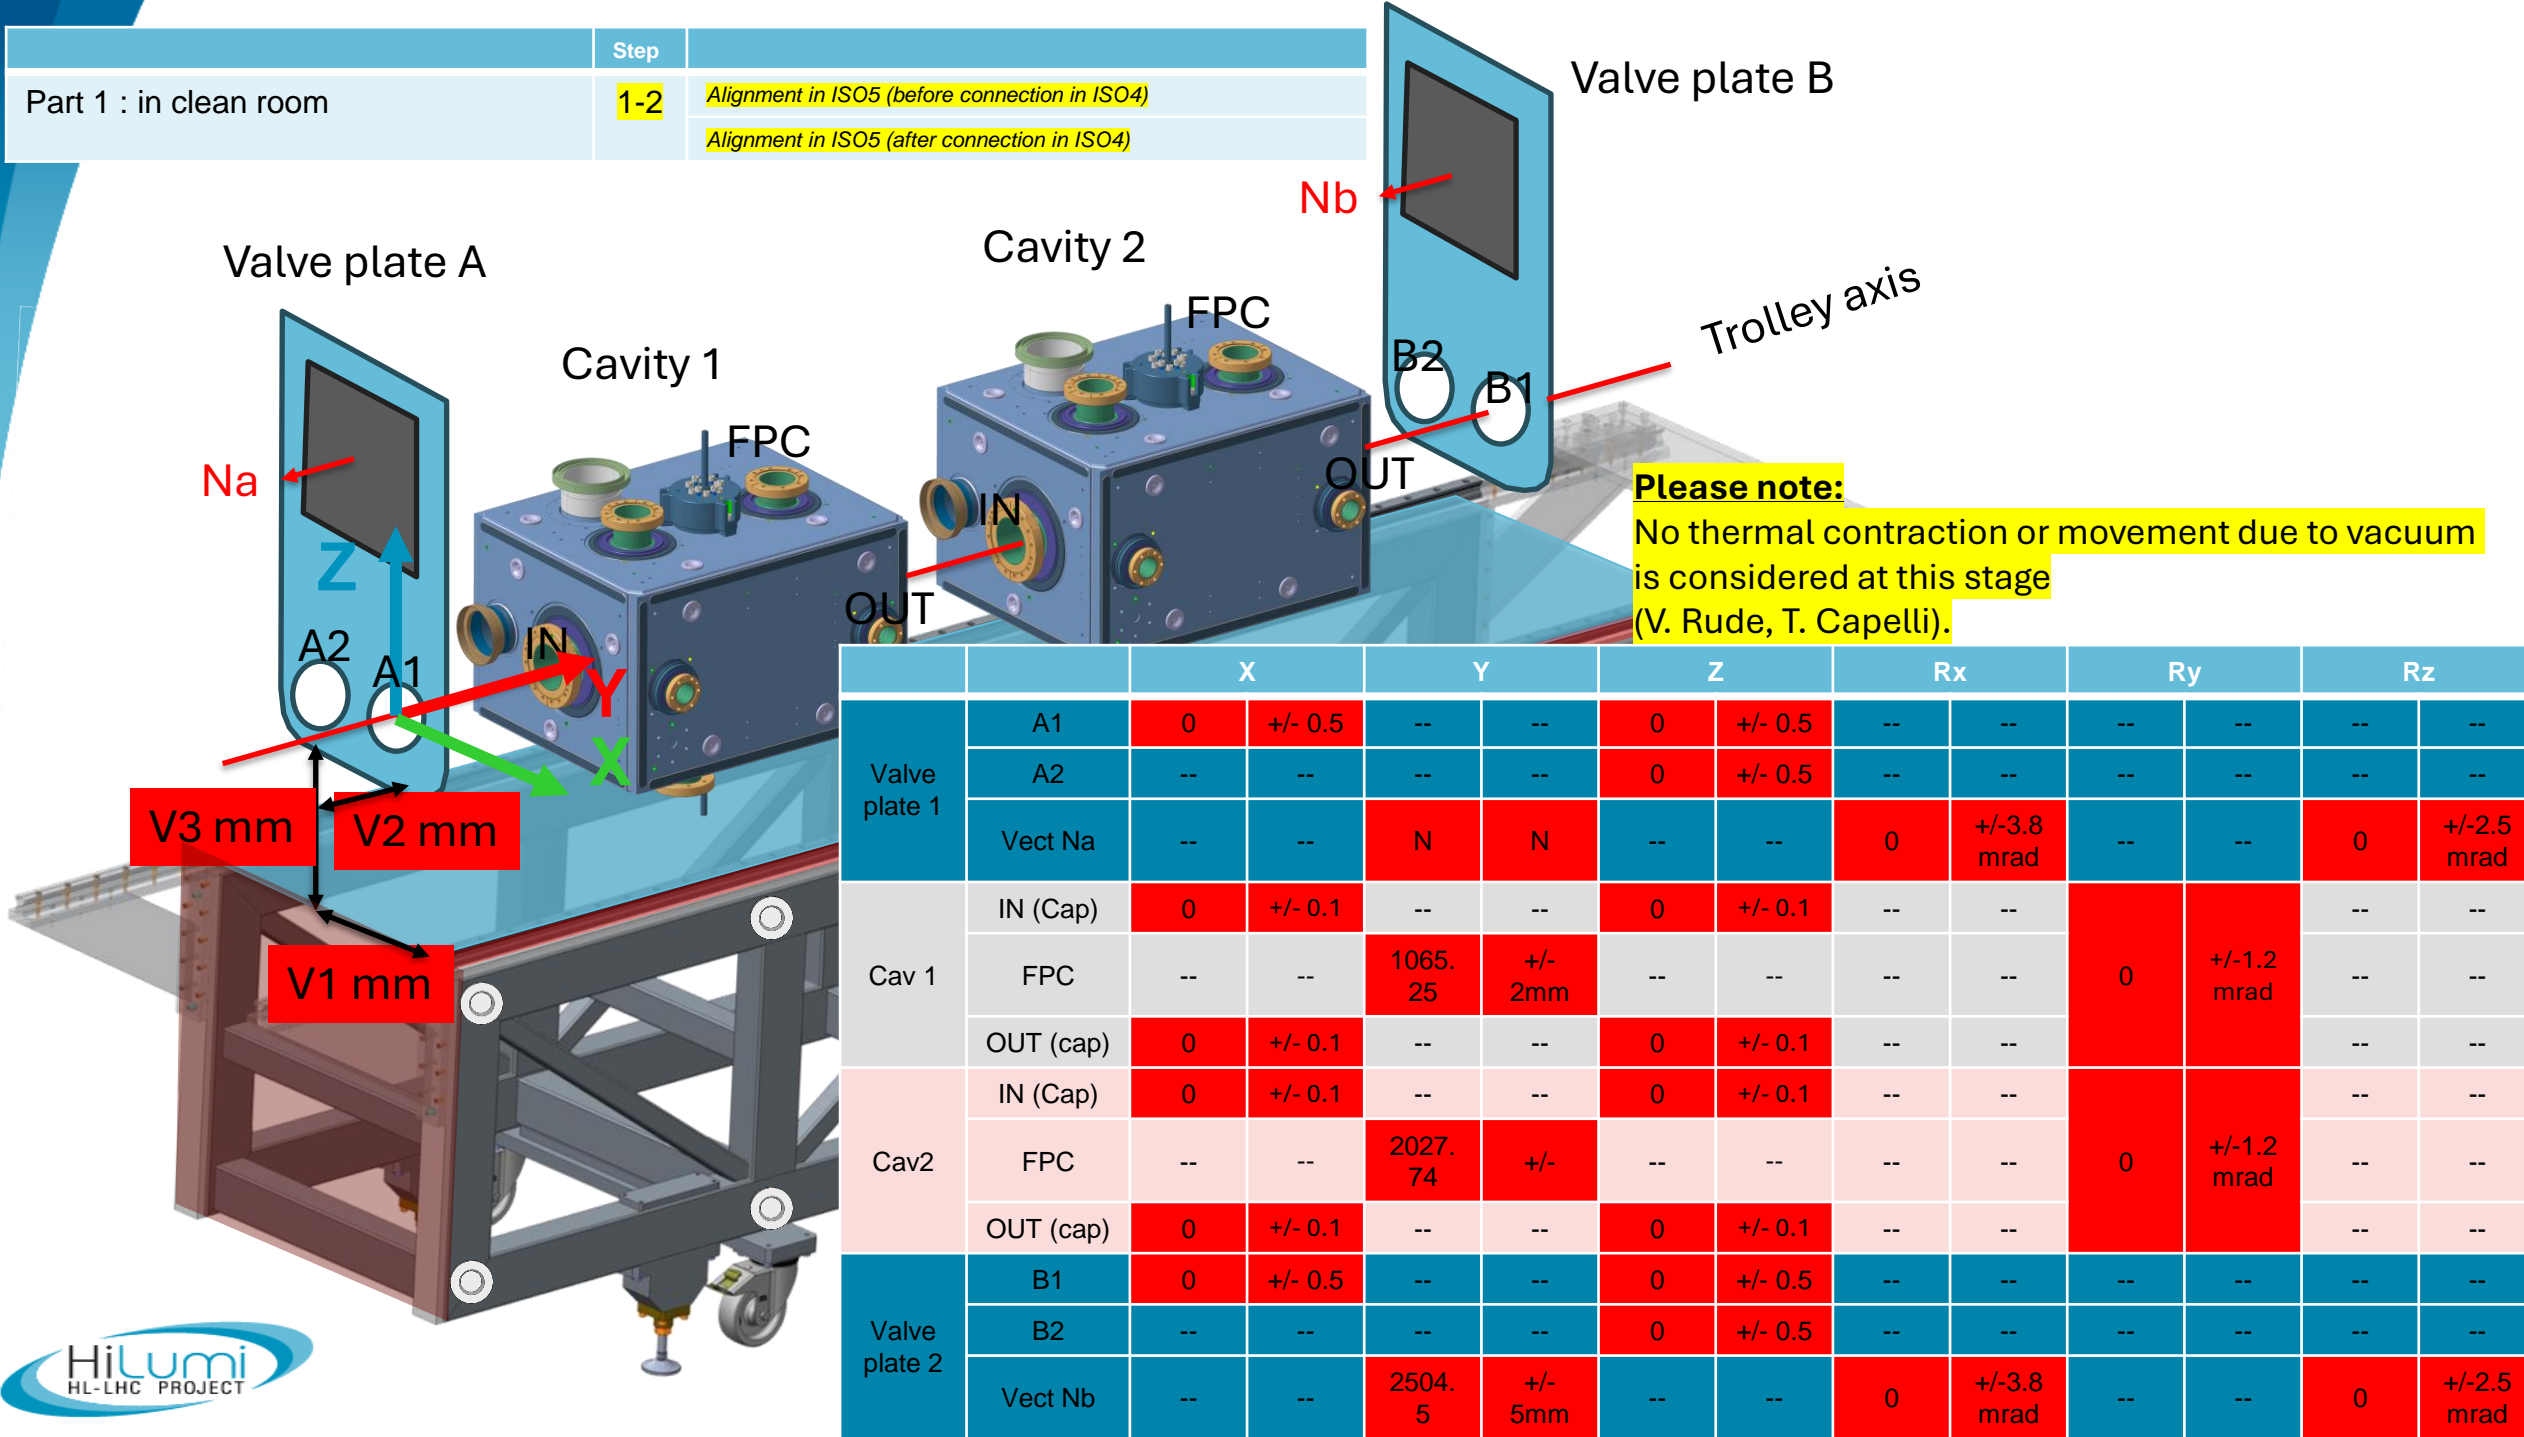 Step
Part 1 : in clean room
1-2
Alignment in ISO5 (before connection in ISO4)
Alignment in ISO5 (after connection in ISO4)
Valve plate B
Nb
Valve plate A
Cavity 2
FPC
Trolley axis
Cavity 1
B2
B1
FPC
Na
OUT
IN
Please note:
No thermal contraction or movement due to vacuum
is considered at this stage
(V. Rude, T. Capelli).
Z
OUT
A2
IN
A1
Y
X
V3 mm
V2 mm
V1 mm
X Y Z Rx Ry Rz
Valve
plate 1
A1 0 +/- 0.5 -- -- 0 +/- 0.5 -- -- -- -- -- --
A2 -- -- -- -- 0 +/- 0.5 -- -- -- -- -- --
Vect Na -- -- N N -- -- 0 +/-3.8
mrad -- -- 0 +/-2.5
mrad
Cav 1
IN (Cap) 0 +/- 0.1 -- -- 0 +/- 0.1 -- -- -- --
FPC -- -- 1065.
25 +/-
2mm -- -- -- -- 0 +/-1.2
mrad -- --
OUT (cap) 0 +/- 0.1 -- -- 0 +/- 0.1 -- -- -- --
Cav2
IN (Cap) 0 +/- 0.1 -- -- 0 +/- 0.1 -- -- -- --
FPC -- -- 2027.
74 +/- -- -- -- -- 0 +/-1.2
mrad -- --
OUT (cap) 0 +/- 0.1 -- -- 0 +/- 0.1 -- -- -- --
Valve
plate 2
B1 0 +/- 0.5 -- -- 0 +/- 0.5 -- -- -- -- -- --
B2 -- -- -- -- 0 +/- 0.5 -- -- -- -- -- --
Vect Nb -- -- 2504.
5 +/-
5mm -- -- 0 +/-3.8
mrad -- -- 0 +/-2.5
mrad
HiLumi
HL-LHC PROJECT